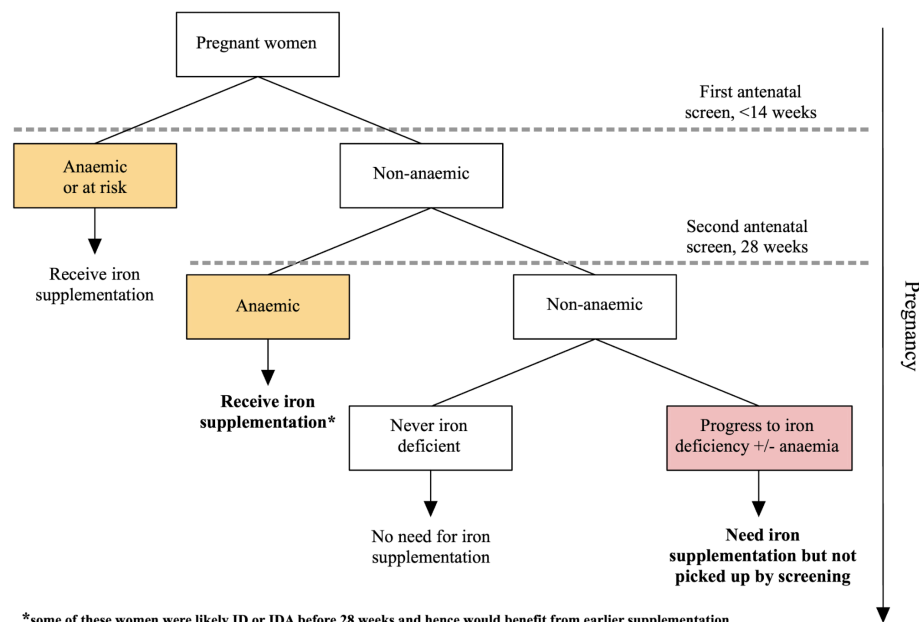 Pregnant women
First antenatal
screen, <14 weeks
Anaemic
or at risk
Non-anaemic
Receive iron
supplementation
Second antenatal
screen, 28 weeks
Anaemic
Non-anaemic
Pregnancy
Receive iron
supplementation*
Never iron
deficient
Progress to iron
deficiency +/- anaemia
No need for iron
supplementation
Need iron
supplementation but not
picked up by screening
*some of these women were likely ID or IDA before 28 weeks and hence would benefit from earlier supplementation